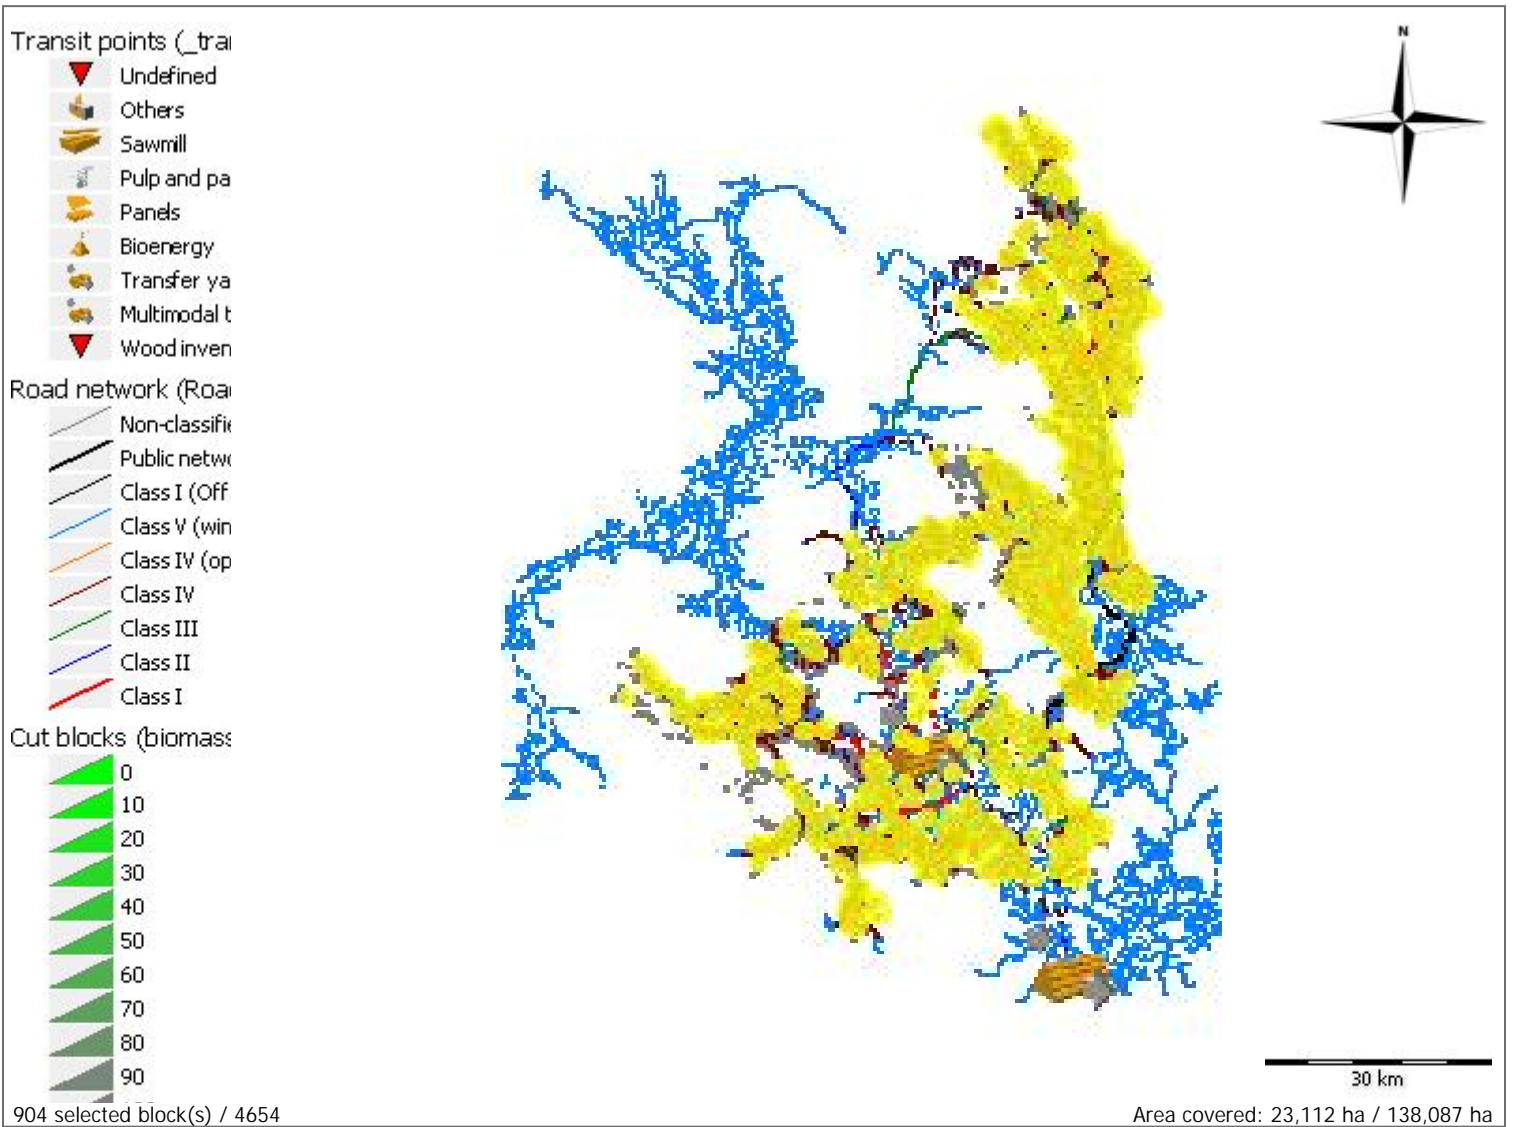 N
Transit points (_tra
Undefined
Others
Sawmill
Pulp and pa
Panels
Bioenergy
Transfer ya
Multimodal t
Wood inven
Road network (Roa
Non-classifie
Public netw
Class I (Off
Class V (win
Class IV (op
Class IV
Class III
Class II
Class I
Cut blocks (biomass
0
10
20
30
40
50
60
70
80
90
30 km
904 selected block(s) / 4654
Area covered: 23,112 ha / 138,087 ha